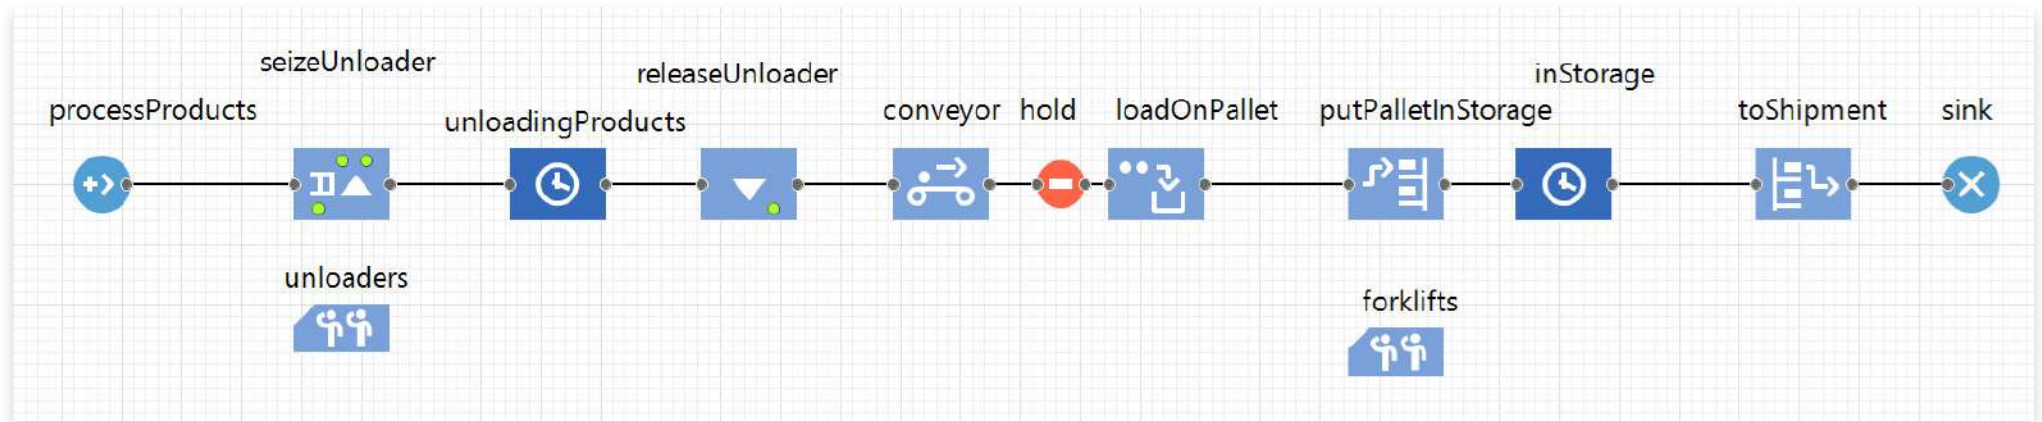 seizeUnloader
releaseUnloader
inStorage
processProducts
unloadingProducts
conveyor
hold
loadOnPallet
putPalletInStorage
toShipment
sink
unloaders
forklifts